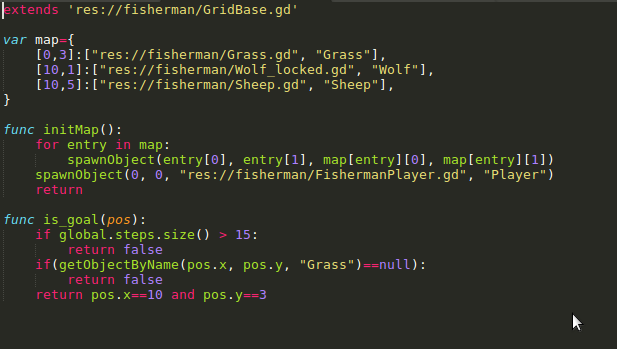 extends 'res://fisherman/GridBase.gd'
var map={
[0,3]:["res://fisherman/Grass.gd", "Grass"],
[10,1]:["res://fisherman/Wolf_locked.gd", "Wolf"],
[10,5]:["res://fisherman/Sheep.gd", "Sheep"],
}
func initMap():
for entry in map:
spawnObject(entry[0], entry[1], map[entry][0], map[entry][1])
spawnObject(0, 0, "res://fisherman/FishermanPlayer.gd", "Player")
return
func is_goal(pos):
if global.steps.size() > 15:
return false
if(getObjectByName(pos.x, pos.y, "Grass")==null):
return false
return pos.x==10 and pos.y==3